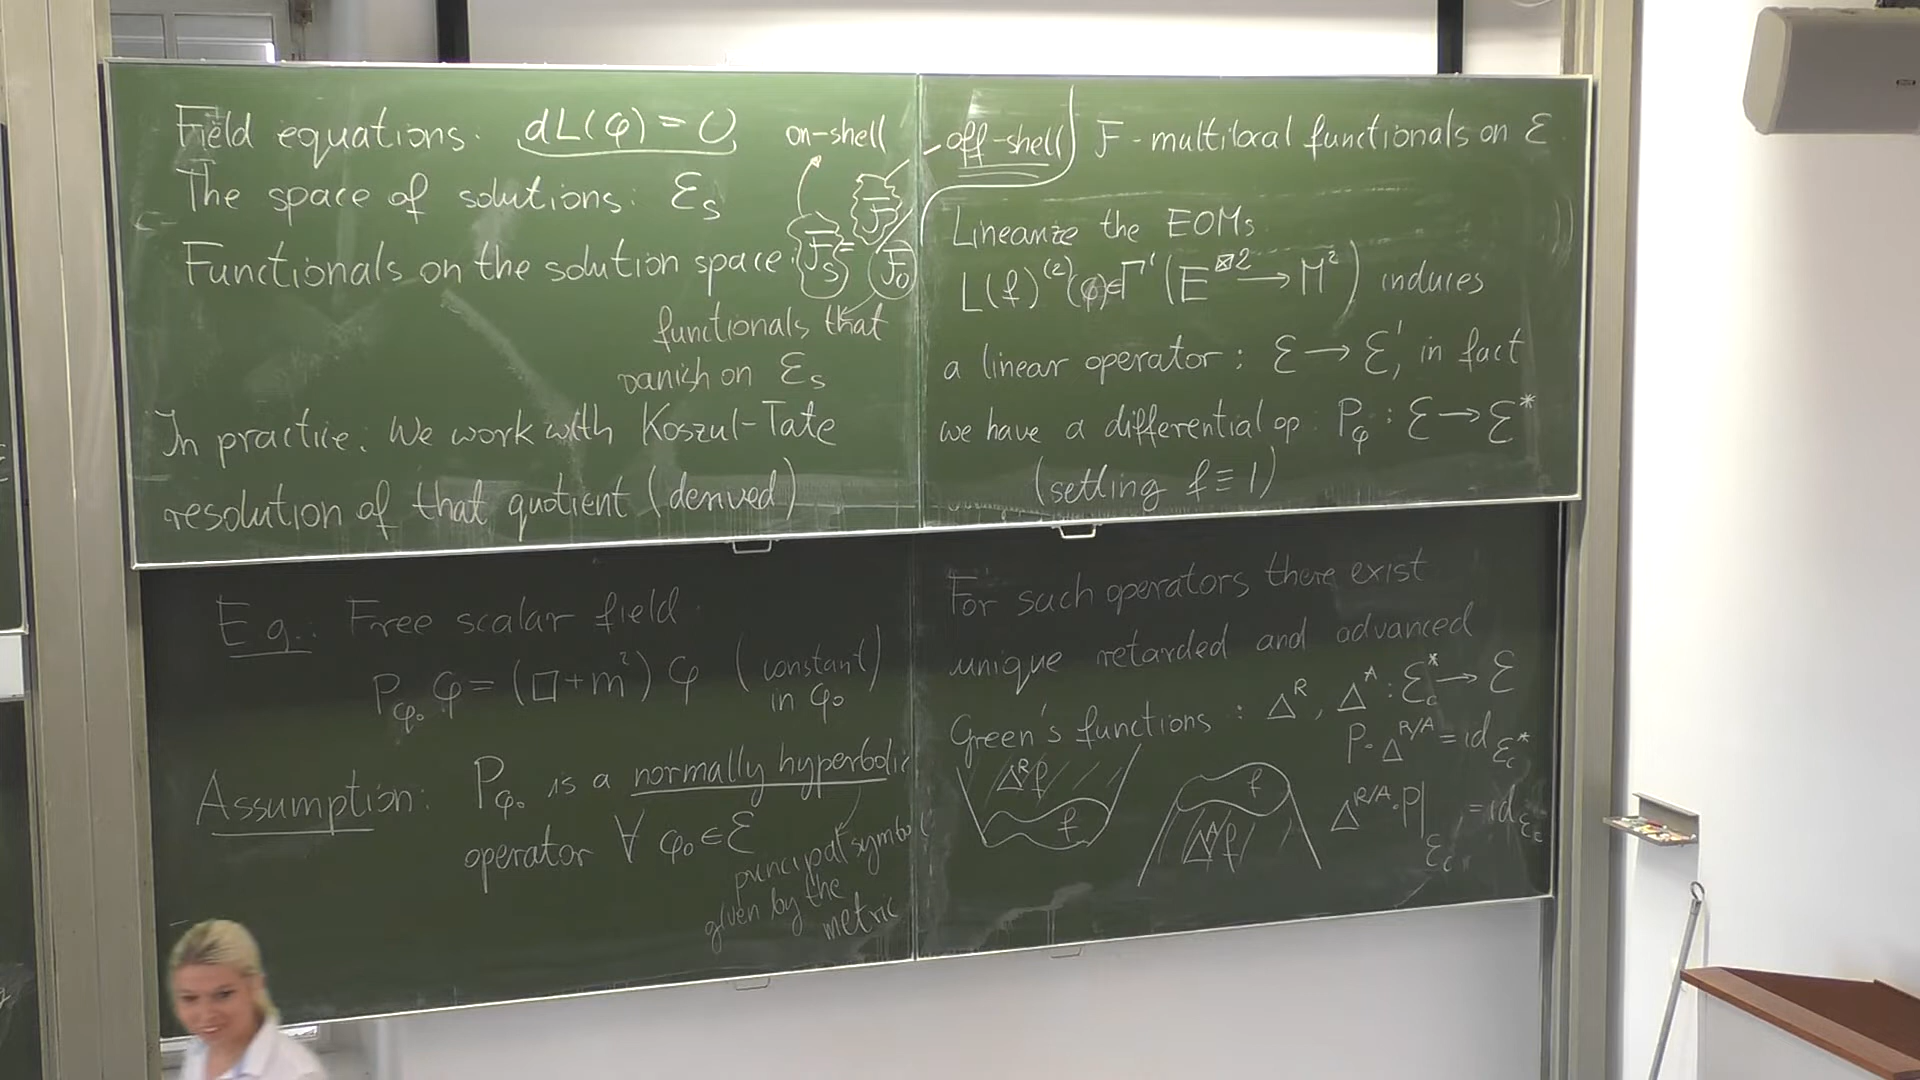 Field equations. dL(φ) = 0
The space of solutions: ℰ_S
Functionals on the solution space: F_S = F / F_0
on-shell
off-shell
functionals that
vanish on ℰ_S
In practice: We work with Koszul-Tate
resolution of that quotient (derived)
F - multilocal functionals on ℰ
Linearize the EOMs
L(f)^(2)(φ) ∈ Γ'(E^⊠2 → M^2) induces
a linear operator: ℰ → ℰ', in fact
we have a differential op. P_φ : ℰ → ℰ*
(setting f ≡ 1)
E.g.: Free scalar field.
P_φ₀ φ = (□ + m²) φ (constant in φ₀)
Assumption: P_φ₀ is a normally hyperbolic
operator ∀ φ₀ ∈ ℰ
principal symbol
given by the
metric
For such operators there exist
unique retarded and advanced
Green's functions: Δ^R, Δ^A : ℰ_c* → ℰ
P∘Δ^R/A = id_ℰ_c*
Δ^R/A∘P|_ℰ_c = id_ℰ_c
Δ^R f
f
f
Δ^A f